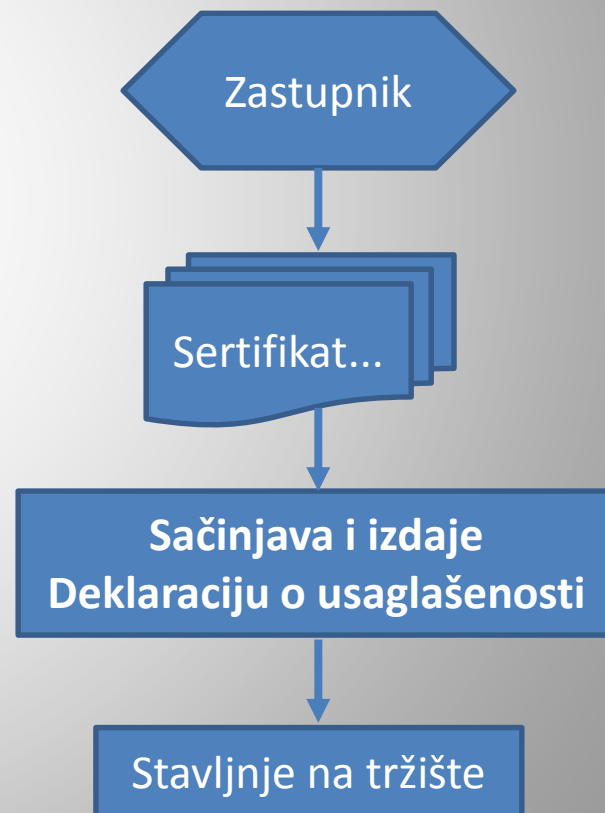 Zastupnik
Sertifikat...
Sačinjava i izdaje
Deklaraciju o usaglašenosti
Stavljnje na tržište